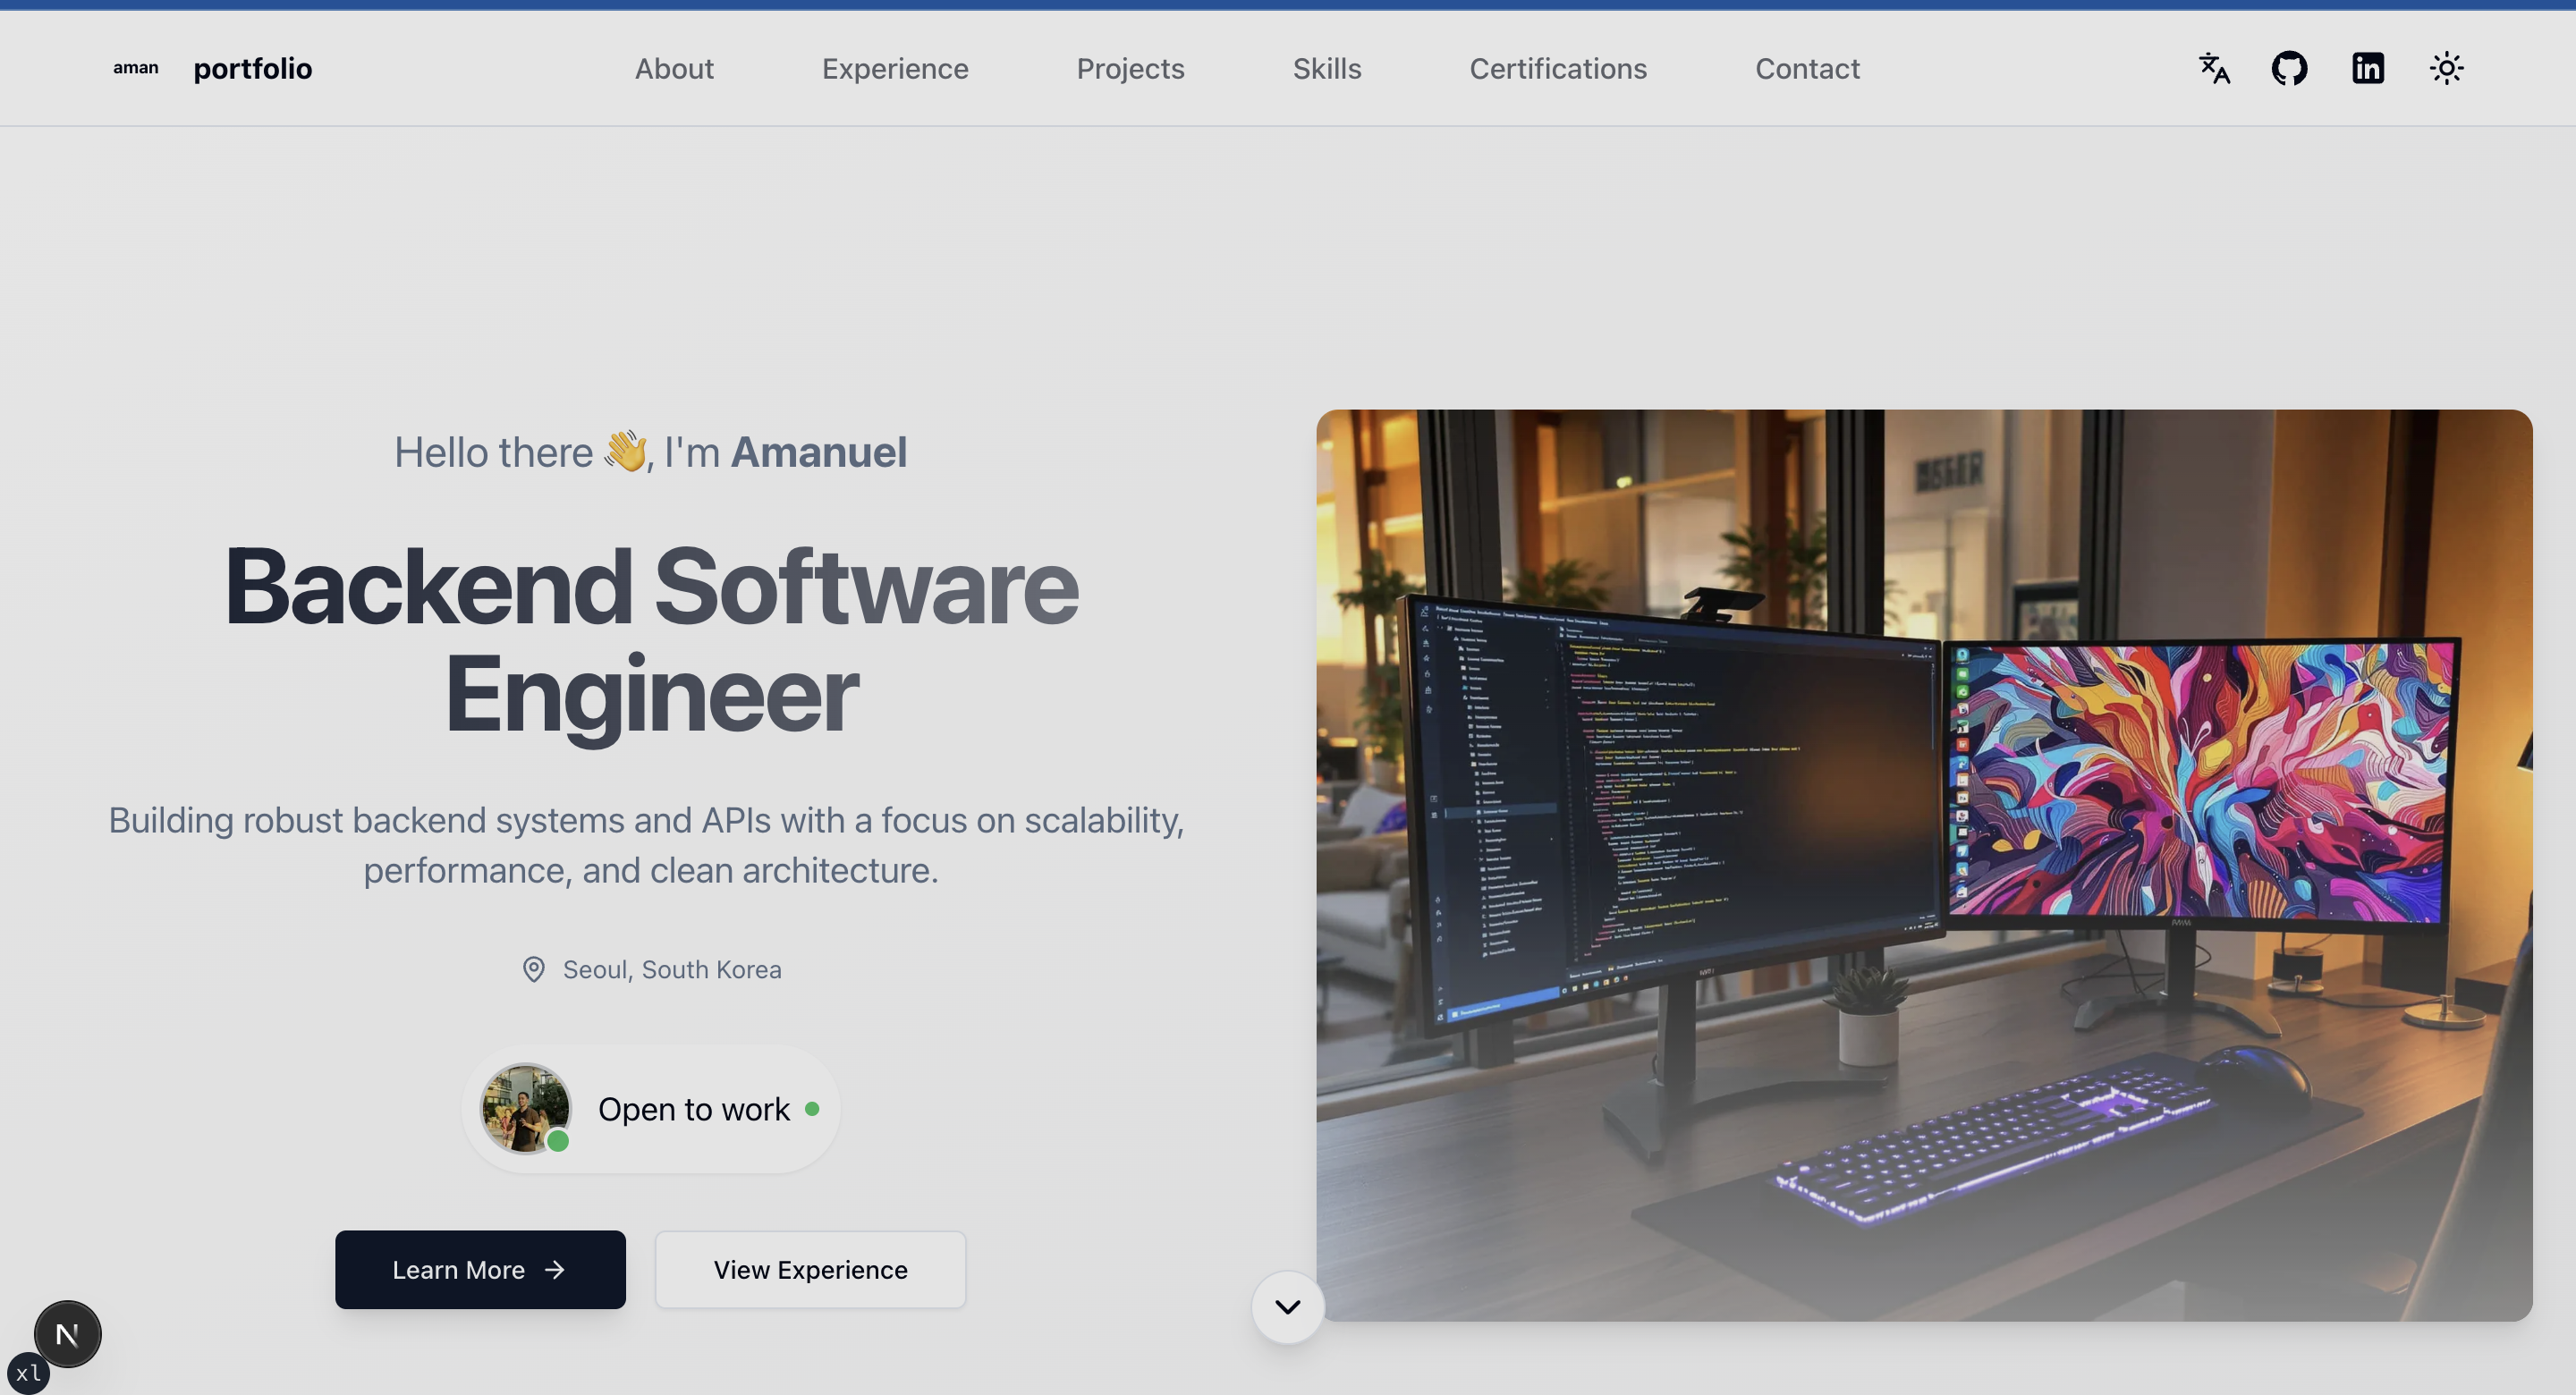 aman portfolio About Experience Projects Skills Certifications Contact
Hello there 👋, I'm Amanuel
Backend Software
Engineer
Building robust backend systems and APIs with a focus on scalability,
performance, and clean architecture.
Seoul, South Korea
Open to work
Learn More → View Experience
N
xl